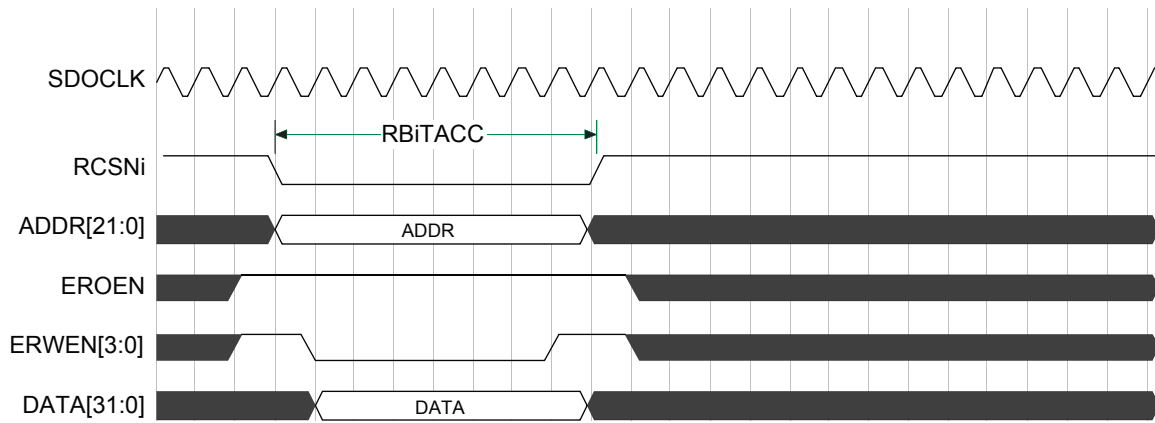 SDOCLK
RBiTACC
RCSNi
ADDR[21:0]
ADDR
EROEN
ERWEN[3:0]
DATA[31:0]
DATA